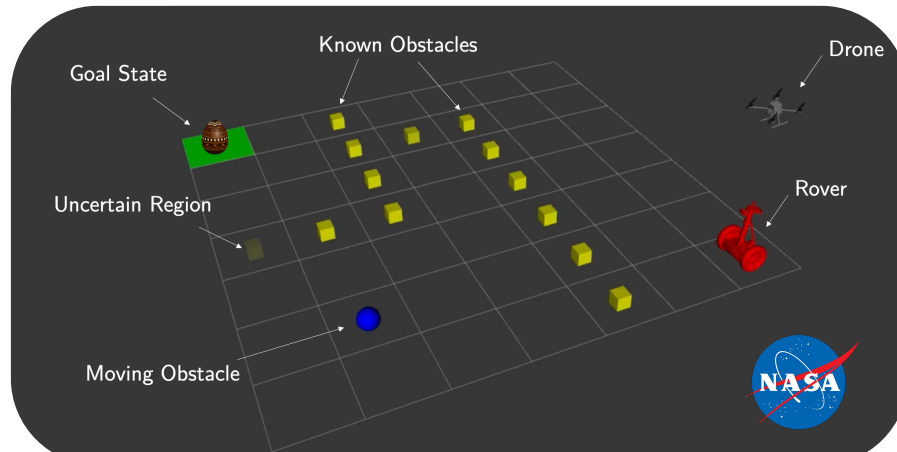 Known Obstacles
Drone
Goal State
Rover
Uncertain Region
Moving Obstacle
NASA